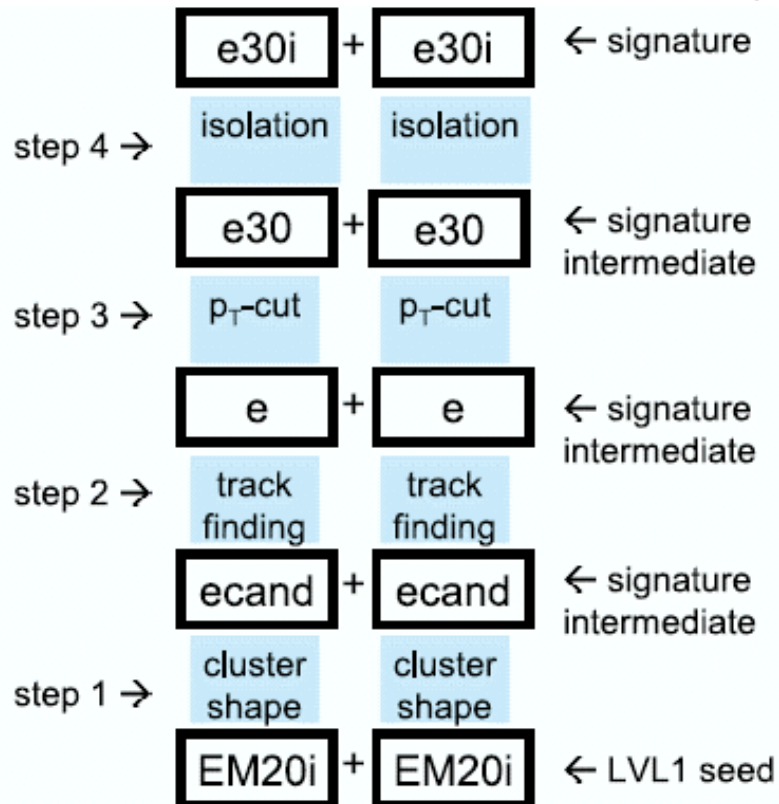 e30i + e30i ← signature
isolation isolation
step 4 →
e30 + e30 ← signature
intermediate
step 3 → pT-cut pT-cut
e + e ← signature
intermediate
step 2 → track track
finding finding
ecand + ecand ← signature
intermediate
cluster cluster
step 1 →
shape shape
EM20i + EM20i ← LVL1 seed